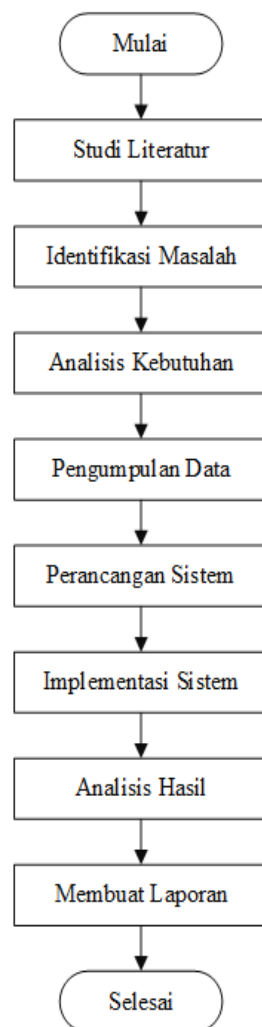 Mulai
Studi Literatur
Identifikasi Masalah
Analisis Kebutuhan
Pengumpulan Data
Perancangan Sistem
Implementasi Sistem
Analisis Hasil
Membuat Laporan
Selesai